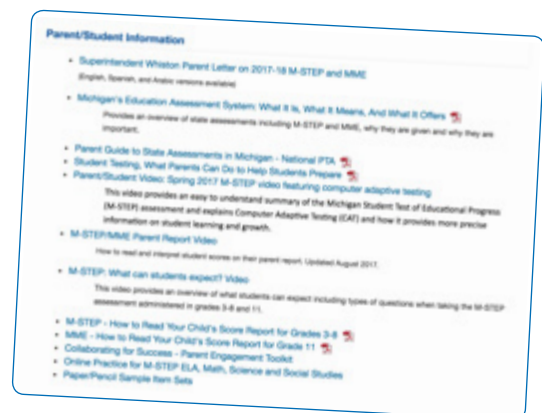 Parent/Student Information
Superintendent Whiston Parent Letter on 2017-18 M-STEP and MME
(English, Spanish, and Arabic versions available)
Michigan's Education Assessment System: What It Is, What It Means, And What It Offers
Provides an overview of state assessments including M-STEP and MME, why they are given and why they are
important.
Parent Guide to State Assessments in Michigan - National PTA
Student Testing, What Parents Can Do to Help Students Prepare
Parent/Student Video: Spring 2017 M-STEP video featuring computer adaptive testing
This video provides an easy to understand summary of the Michigan Student Test of Educational Progress
(M-STEP) assessment and explains Computer Adaptive Testing (CAT) and how it provides more precise
information on student learning and growth.
M-STEP/MME Parent Report Video
How to read and interpret student scores on their parent report. Updated August 2017.
M-STEP: What can students expect? Video
This video provides an overview of what students can expect including types of questions when taking the M-STEP
assessment administered in grades 3-8 and 11.
M-STEP - How to Read Your Child's Score Report for Grades 3-8
MME - How to Read Your Child's Score Report for Grade 11
Collaborating for Success - Parent Engagement Toolkit
Online Practice for M-STEP ELA, Math, Science and Social Studies
Paper/Pencil Sample Item Sets